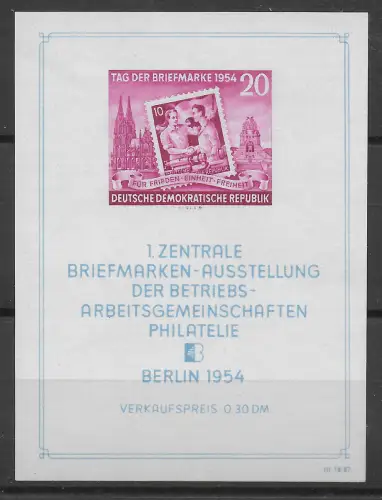 TAG DER BRIEFMARKE 1954 20
10
FÜR FRIEDEN · EINHEIT · FREIHEIT
DEUTSCHE DEMOKRATISCHE REPUBLIK
1. ZENTRALE
BRIEFMARKEN-AUSSTELLUNG
DER BETRIEBS-
ARBEITSGEMEINSCHAFTEN
PHILATELIE
B
BERLIN 1954
VERKAUFSPREIS 0.30 DM